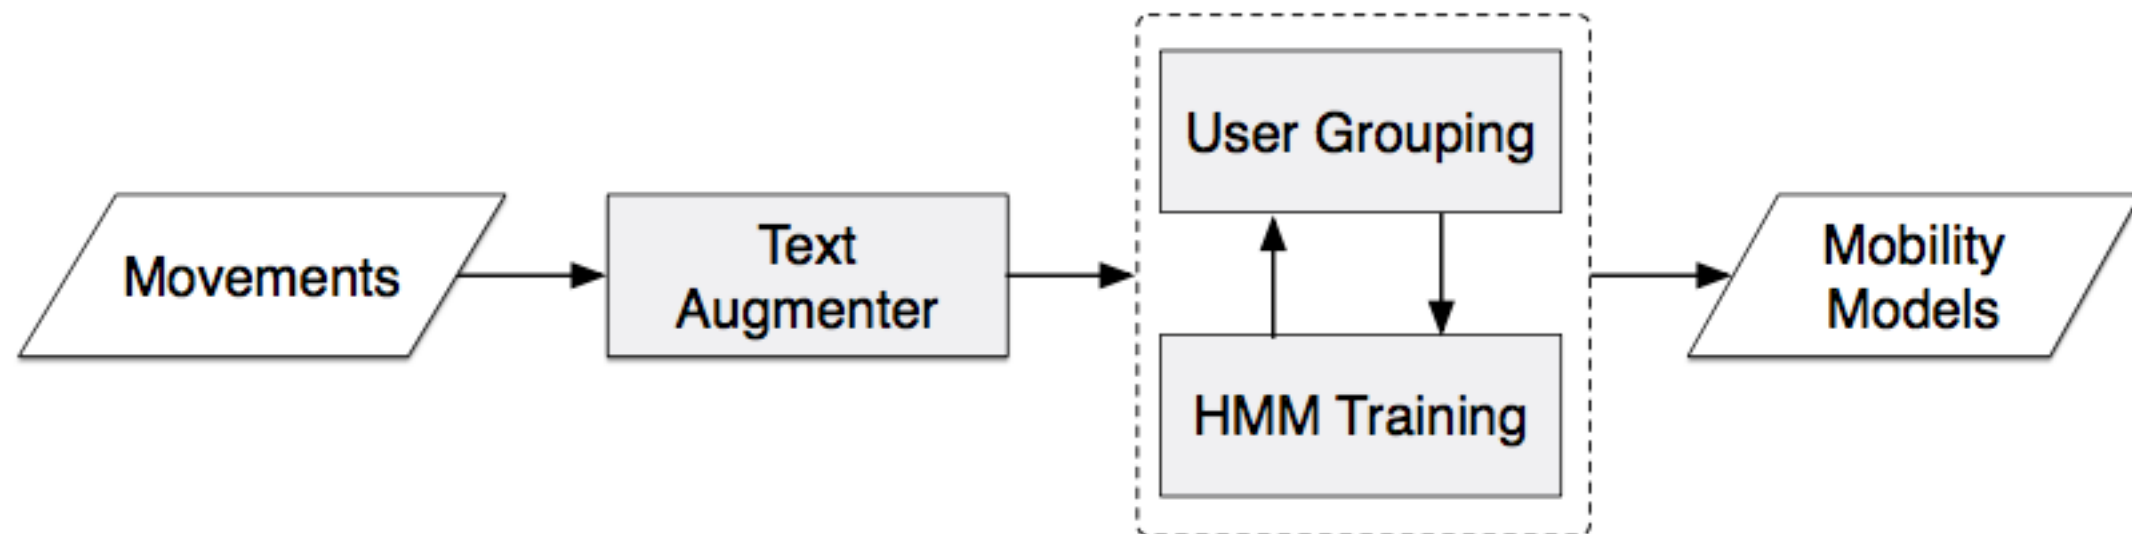 Movements
Text
Augmenter
User Grouping
HMM Training
Mobility
Models